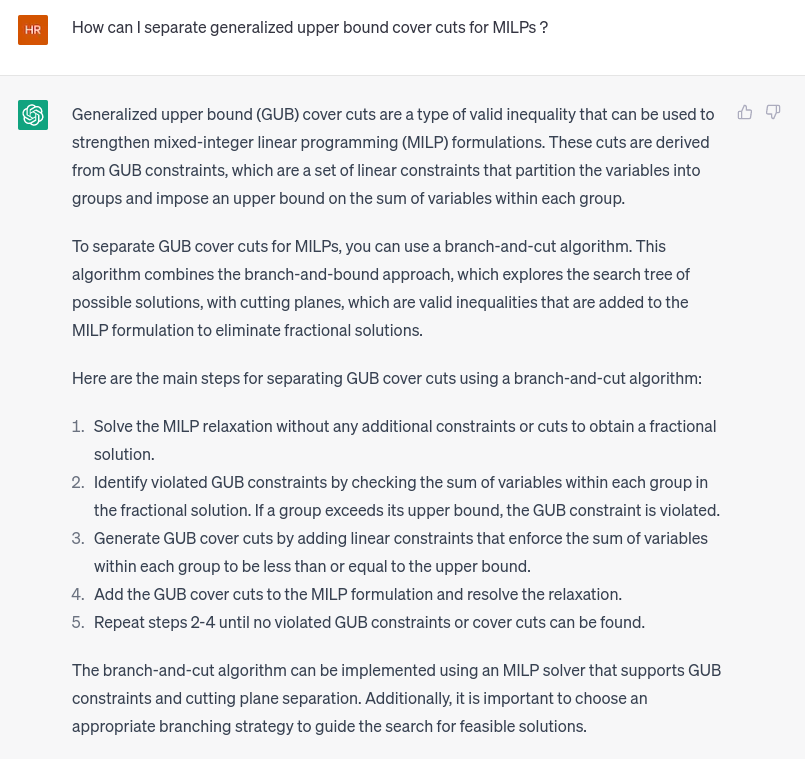 HR
How can I separate generalized upper bound cover cuts for MILPs ?
Generalized upper bound (GUB) cover cuts are a type of valid inequality that can be used to
strengthen mixed-integer linear programming (MILP) formulations. These cuts are derived
from GUB constraints, which are a set of linear constraints that partition the variables into
groups and impose an upper bound on the sum of variables within each group.
To separate GUB cover cuts for MILPs, you can use a branch-and-cut algorithm. This
algorithm combines the branch-and-bound approach, which explores the search tree of
possible solutions, with cutting planes, which are valid inequalities that are added to the
MILP formulation to eliminate fractional solutions.
Here are the main steps for separating GUB cover cuts using a branch-and-cut algorithm:
1. Solve the MILP relaxation without any additional constraints or cuts to obtain a fractional
solution.
2. Identify violated GUB constraints by checking the sum of variables within each group in
the fractional solution. If a group exceeds its upper bound, the GUB constraint is violated.
3. Generate GUB cover cuts by adding linear constraints that enforce the sum of variables
within each group to be less than or equal to the upper bound.
4. Add the GUB cover cuts to the MILP formulation and resolve the relaxation.
5. Repeat steps 2-4 until no violated GUB constraints or cover cuts can be found.
The branch-and-cut algorithm can be implemented using an MILP solver that supports GUB
constraints and cutting plane separation. Additionally, it is important to choose an
appropriate branching strategy to guide the search for feasible solutions.